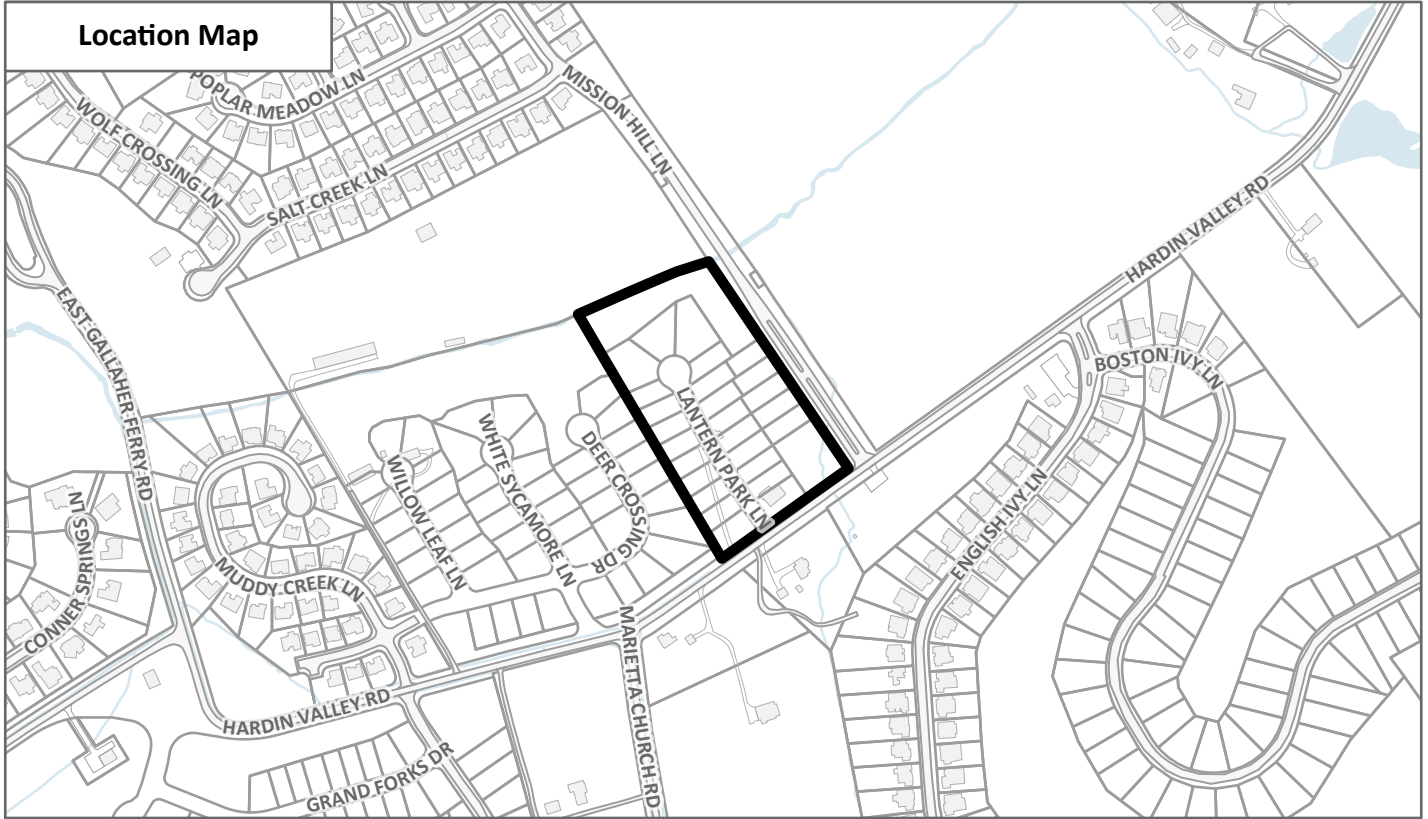 Location Map
POPLAR MEADOW LN
WOLF CROSSING LN
SALT CREEK LN
MISSION HILL LN
HARDIN VALLEY RD
EAST GALLAHER FERRY RD
BOSTON IVY LN
LANTERN PARK LN
DEER CROSSING DR
WHITE SYCAMORE LN
WILLOW LEAF LN
ENGLISH IVY LN
CONNER SPRINGS LN
MUDDY CREEK LN
MARIETTA CHURCH RD
HARDIN VALLEY RD
GRAND FORKS DR